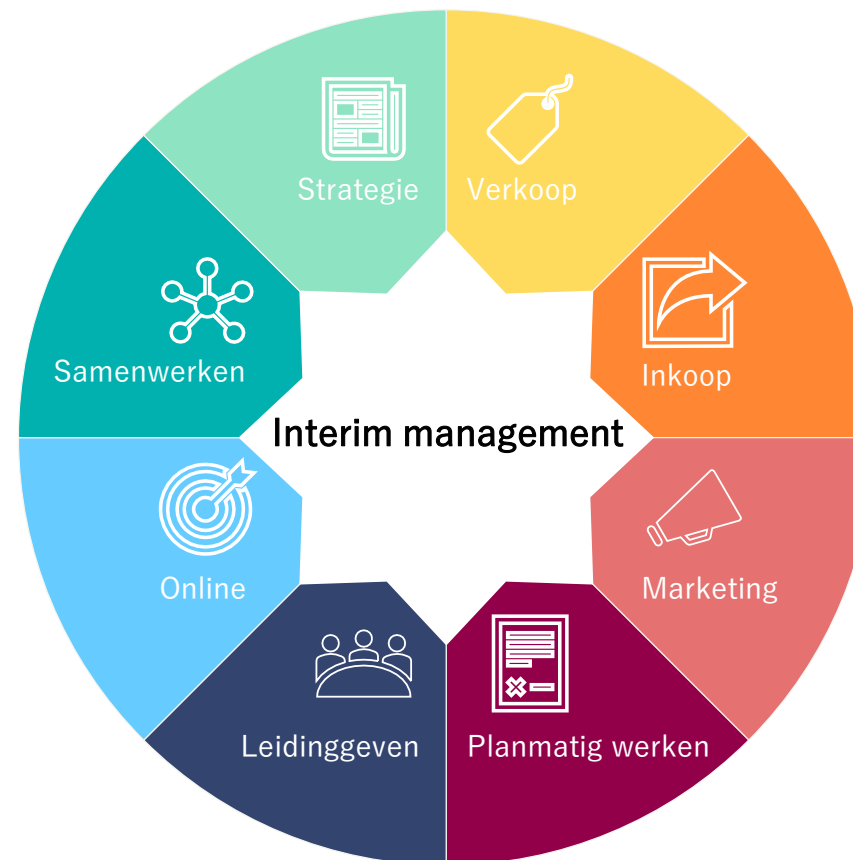 Strategie
Verkoop
Samenwerken
Inkoop
Interim management
Online
Marketing
Leidinggeven
Planmatig werken